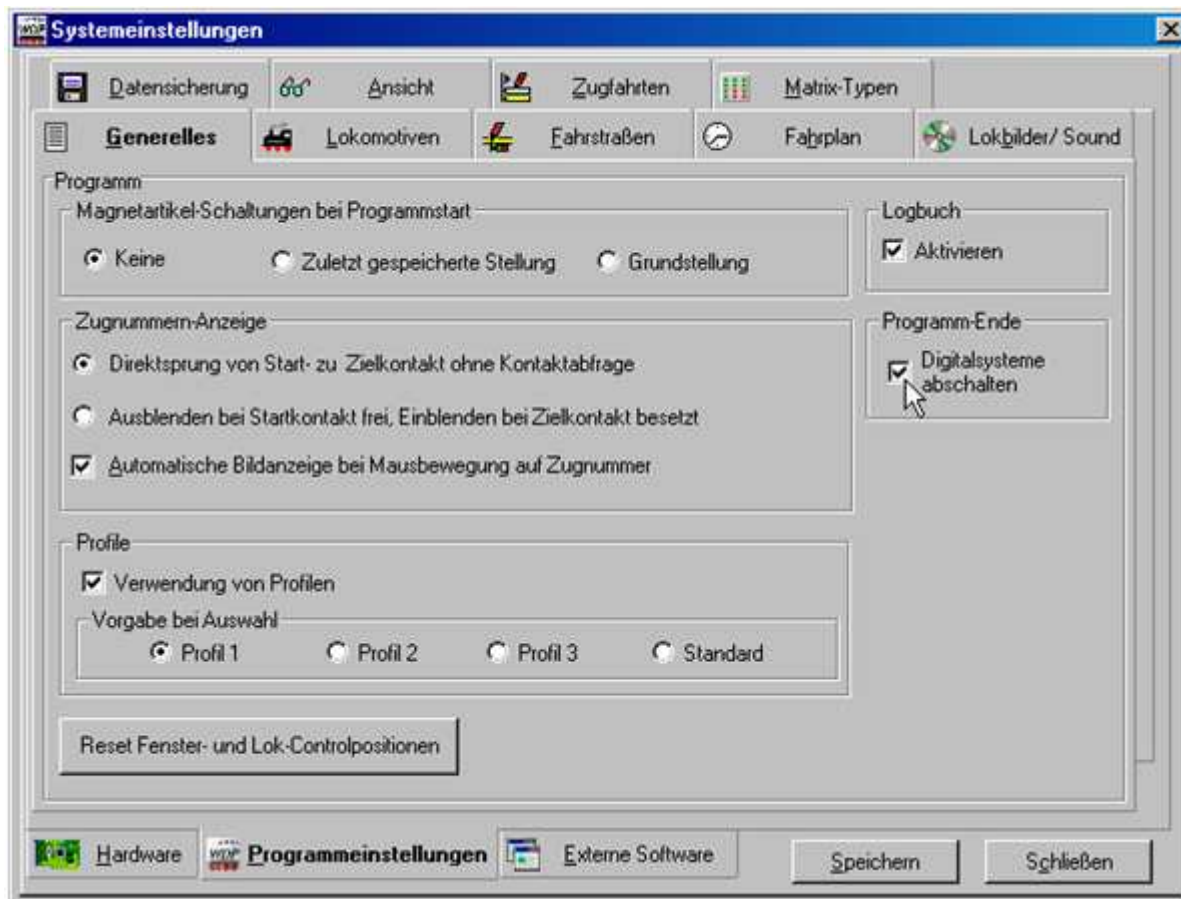 Systemeinstellungen
Datensicherung Ansicht Zugfahrten Matrix-Typen
Generelles Lokomotiven Fahrstraßen Fahrplan Lokbilder/ Sound
Programm
Magnetartikel-Schaltungen bei Programmstart
Keine Zuletzt gespeicherte Stellung Grundstellung
Logbuch
Aktivieren
Zugnummern-Anzeige
Direktsprung von Start- zu Zielkontakt ohne Kontaktabfrage
Ausblenden bei Startkontakt frei, Einblenden bei Zielkontakt besetzt
Automatische Bildanzeige bei Mausbewegung auf Zugnummer
Programm-Ende
Digitalsysteme
abschalten
Profile
Verwendung von Profilen
Vorgabe bei Auswahl
Profil 1 Profil 2 Profil 3 Standard
Reset Fenster- und Lok-Controlpositionen
Hardware WDP Programmeinstellungen Externe Software
Speichern Schließen